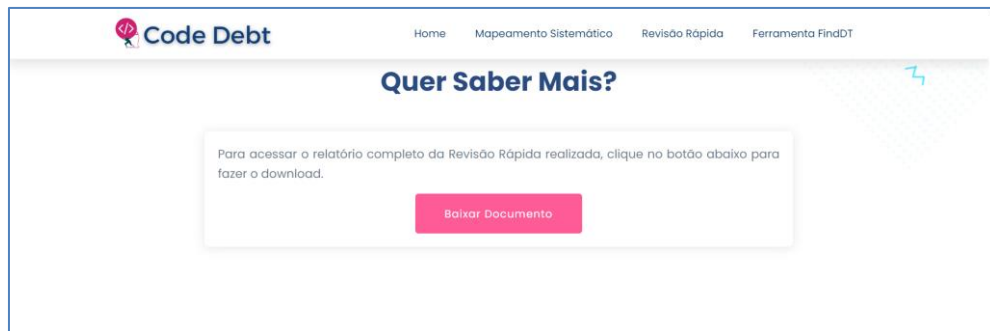 Code Debt
Home Mapeamento Sistemático Revisão Rápida Ferramenta FindDT
Quer Saber Mais?
Para acessar o relatório completo da Revisão Rápida realizada, clique no botão abaixo para
fazer o download.
Baixar Documento